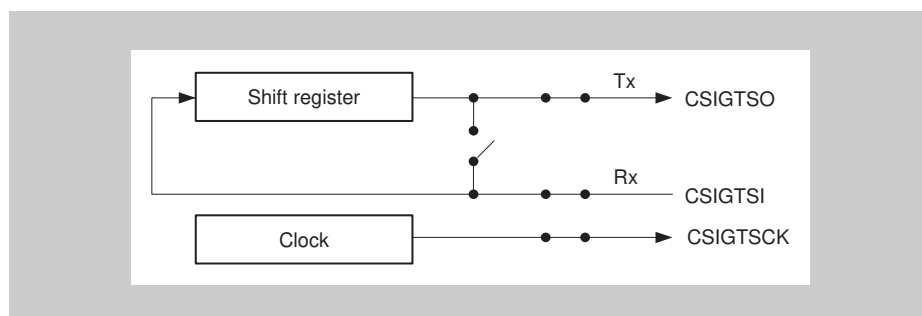 Shift register
Tx
CSIGTSO
Rx
CSIGTSI
Clock
CSIGTSCK